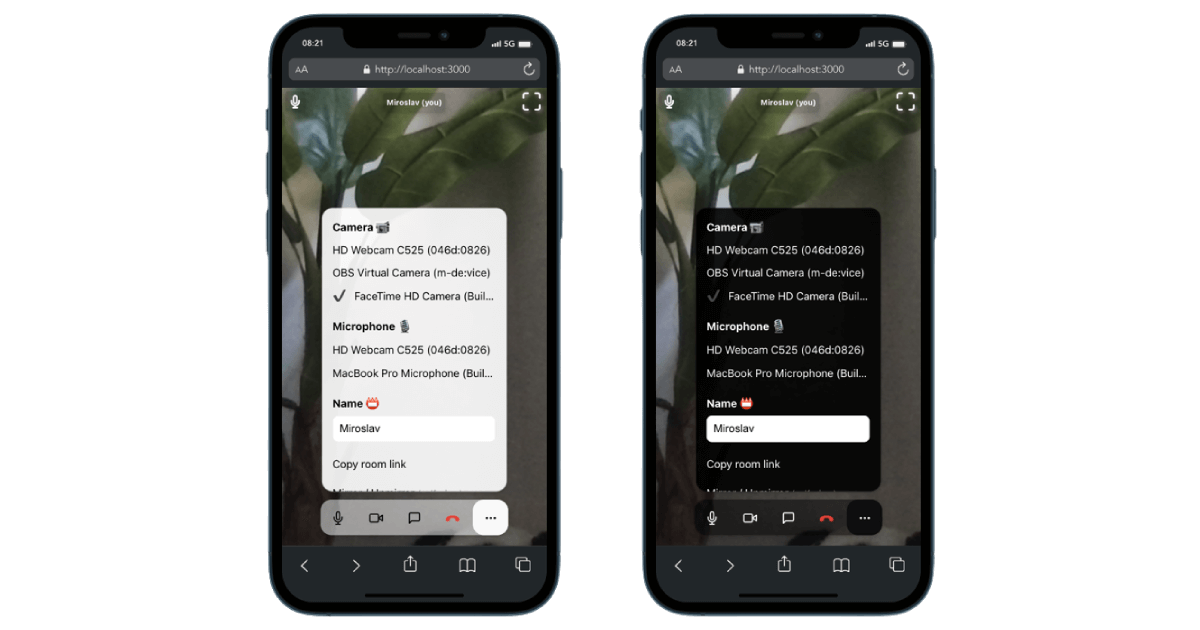 08:21
5G
AA
http://localhost:3000
Miroslav (you)
Camera
HD Webcam C525 (046d:0826)
OBS Virtual Camera (m-de:vice)
FaceTime HD Camera (Buil...
Microphone
HD Webcam C525 (046d:0826)
MacBook Pro Microphone (Buil...
Name
Miroslav
Copy room link
08:21
5G
AA
http://localhost:3000
Miroslav (you)
Camera
HD Webcam C525 (046d:0826)
OBS Virtual Camera (m-de:vice)
FaceTime HD Camera (Buil...
Microphone
HD Webcam C525 (046d:0826)
MacBook Pro Microphone (Buil...
Name
Miroslav
Copy room link